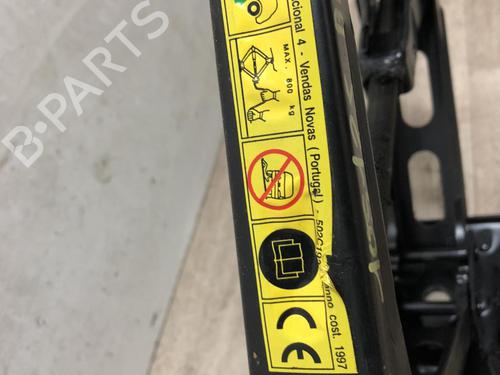 cional 4 - Vendas Novas (Portugal) -
cost. 1997
MAX. 800 kg
CE
B-PARTS